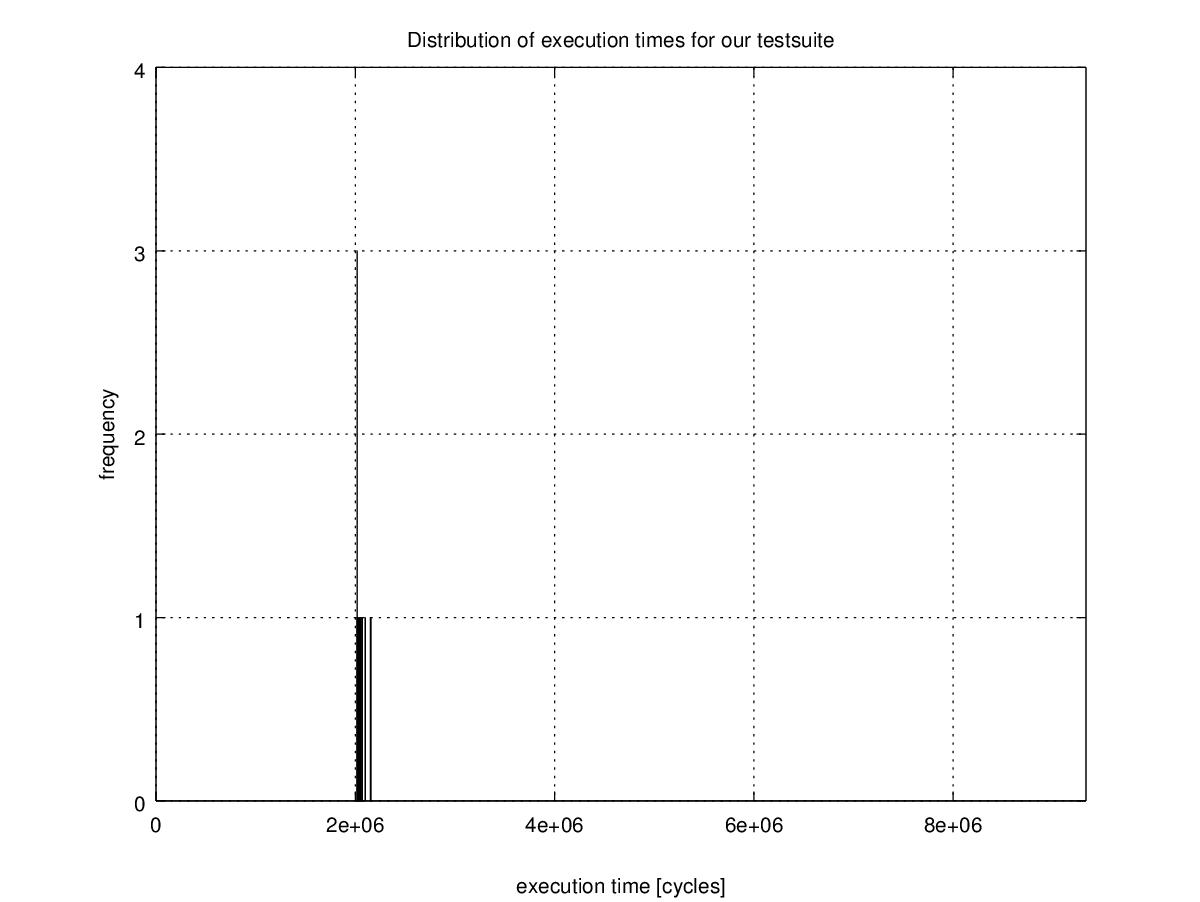 Distribution of execution times for our testsuite
4
3
2
1
0
frequency
0 2e+06 4e+06 6e+06 8e+06
execution time [cycles]